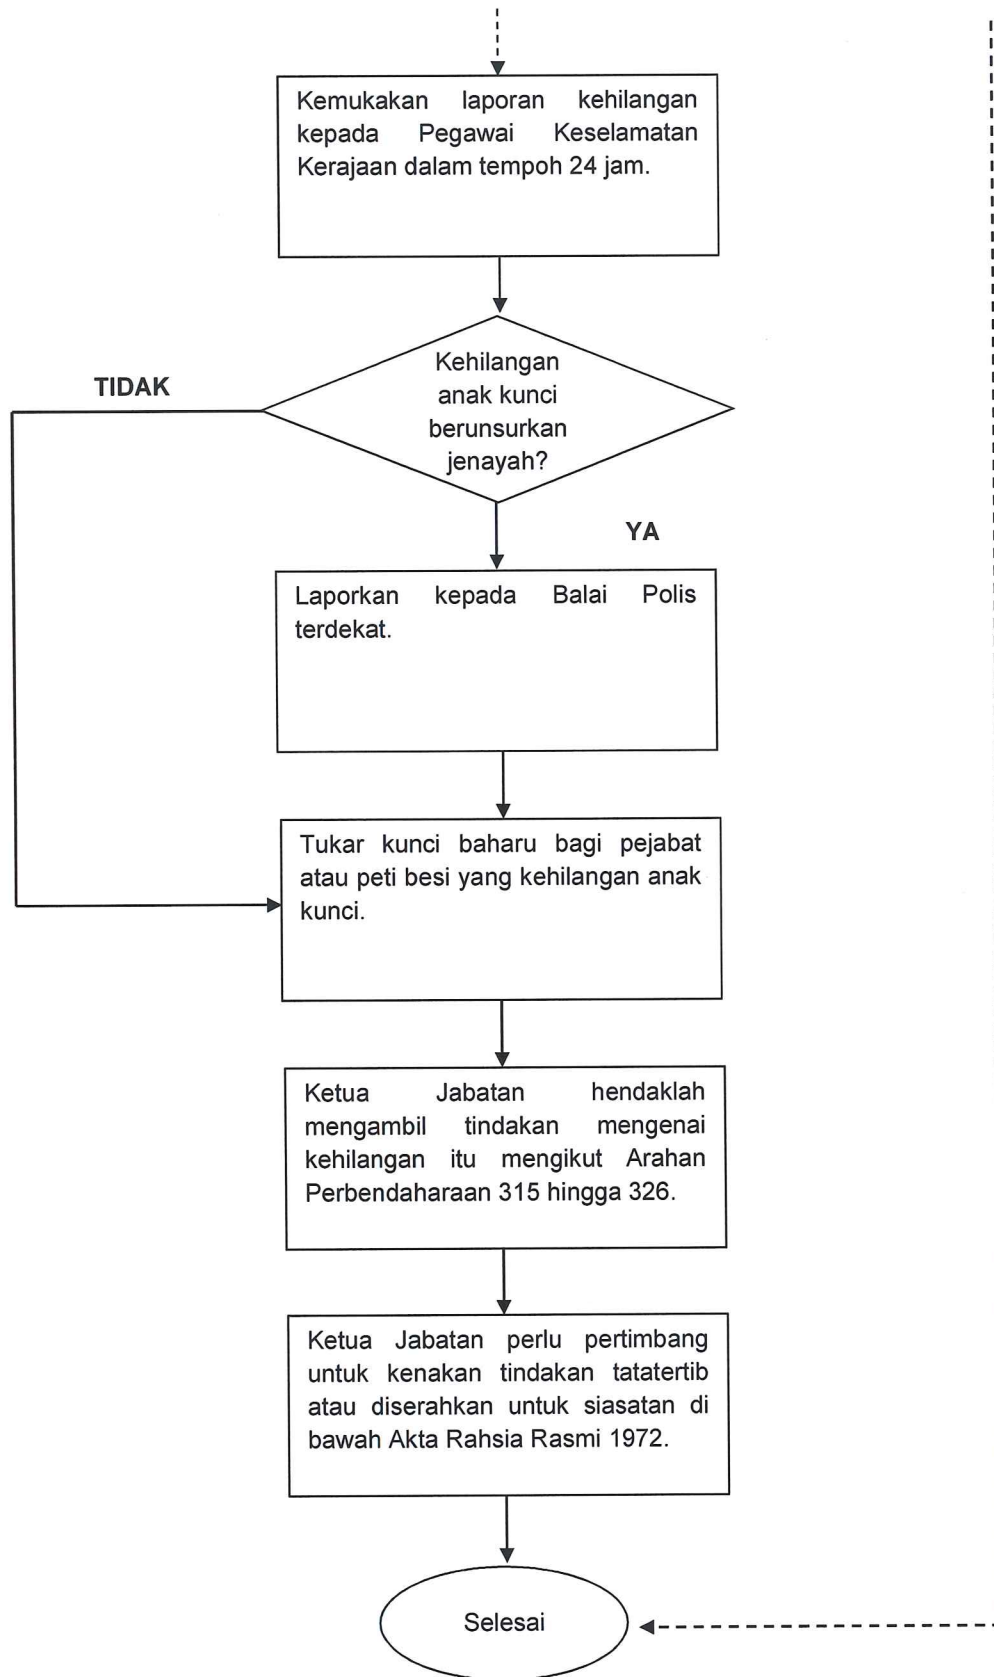 Kemukakan laporan kehilangan
kepada Pegawai Keselamatan
Kerajaan dalam tempoh 24 jam.
TIDAK
Kehilangan
anak kunci
berunsurkan
jenayah?
YA
Laporkan kepada Balai Polis
terdekat.
Tukar kunci baharu bagi pejabat
atau peti besi yang kehilangan anak
kunci.
Ketua Jabatan hendaklah
mengambil tindakan mengenai
kehilangan itu mengikut Arahan
Perbendaharaan 315 hingga 326.
Ketua Jabatan perlu pertimbang
untuk kenakan tindakan tatatertib
atau diserahkan untuk siasatan di
bawah Akta Rahsia Rasmi 1972.
Selesai